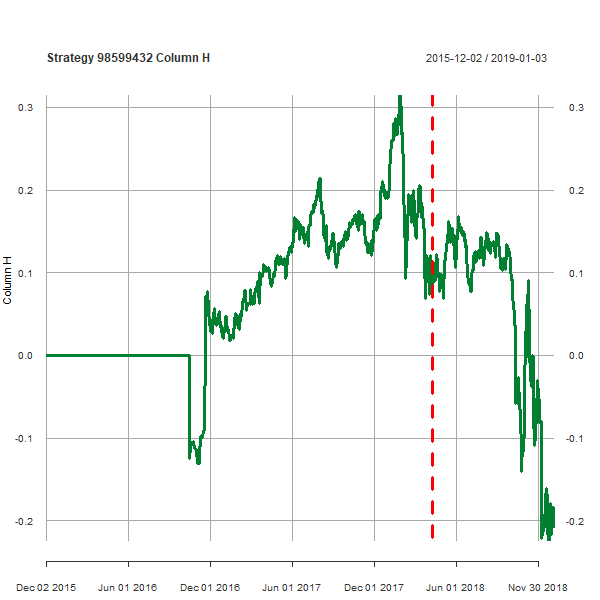 Strategy 98599432 Column H 2015-12-02 / 2019-01-03
0.3 0.3
0.2 0.2
0.1 0.1
Column H
0.0 0.0
-0.1 -0.1
-0.2 -0.2
Dec 02 2015 Jun 01 2016 Dec 01 2016 Jun 01 2017 Dec 01 2017 Jun 01 2018 Nov 30 2018